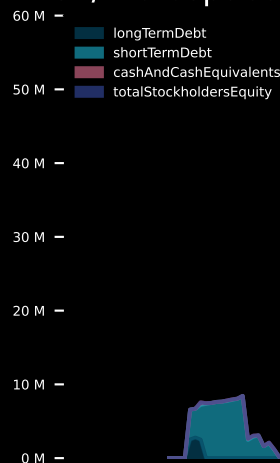 60 M
longTermDebt
shortTermDebt
cashAndCashEquivalents
totalStockholdersEquity
50 M
40 M
30 M
20 M
10 M
0 M